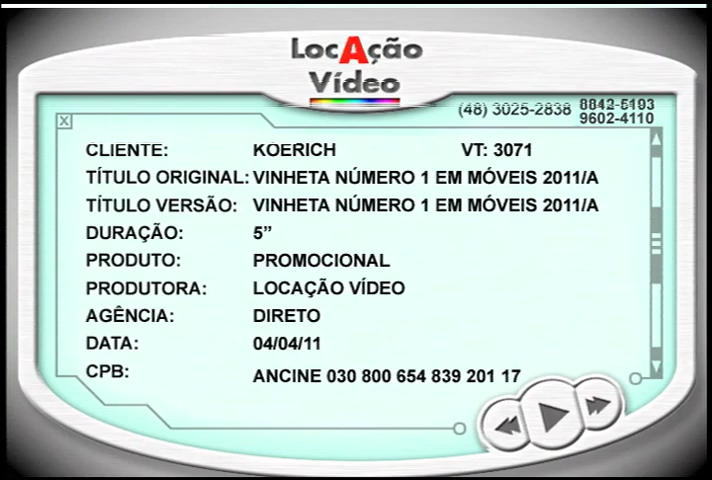 LocAção
Vídeo
(48) 3025-2838 8842-5193
9602-4110
X
CLIENTE: KOERICH VT: 3071
TÍTULO ORIGINAL: VINHETA NÚMERO 1 EM MÓVEIS 2011/A
TÍTULO VERSÃO: VINHETA NÚMERO 1 EM MÓVEIS 2011/A
DURAÇÃO: 5”
PRODUTO: PROMOCIONAL
PRODUTORA: LOCAÇÃO VÍDEO
AGÊNCIA: DIRETO
DATA: 04/04/11
CPB: ANCINE 030 800 654 839 201 17